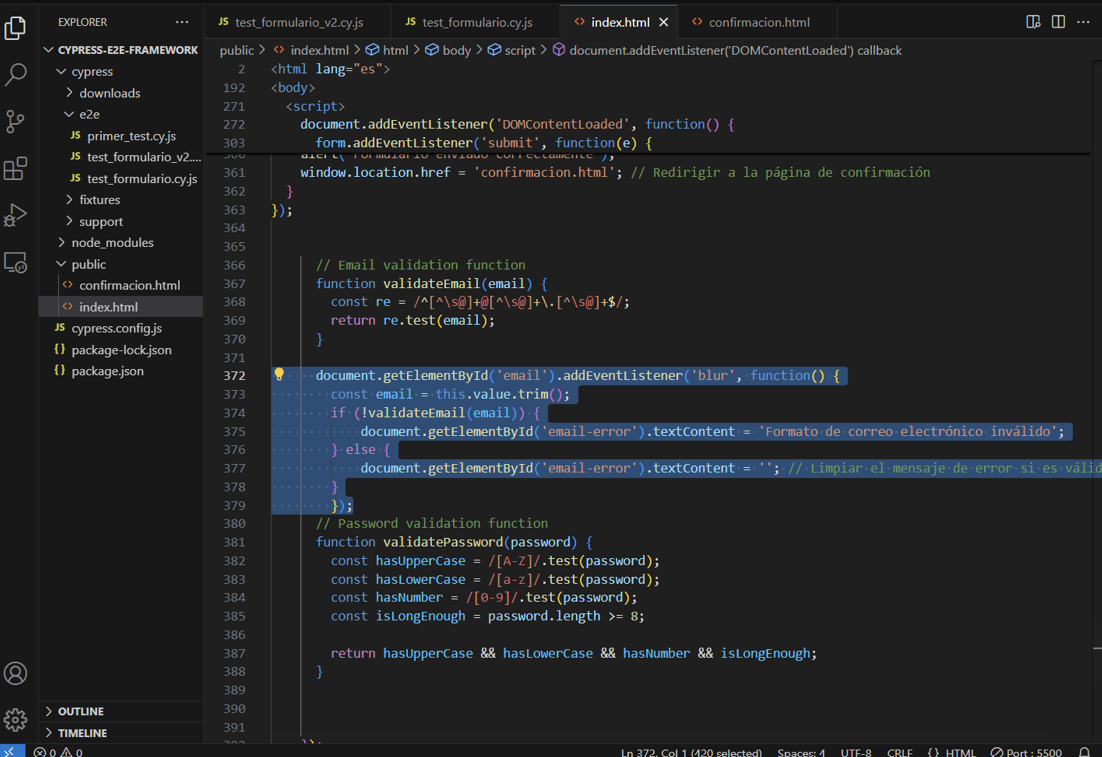 EXPLORER ···
CYPRESS-E2E-FRAMEWORK
cypress
downloads
e2e
JS primer_test.cy.js
JS test_formulario_v2....
JS test_formulario.cy.js
fixtures
support
node_modules
public
<> confirmacion.html
<> index.html
JS cypress.config.js
{} package-lock.json
{} package.json
OUTLINE
TIMELINE
JS test_formulario_v2.cy.js JS test_formulario.cy.js <> index.html × <> confirmacion.html ···
public > <> index.html > html > body > script > document.addEventListener('DOMContentLoaded') callback
2 <html lang="es">
192 <body>
271 <script>
272 document.addEventListener('DOMContentLoaded', function() {
303 form.addEventListener('submit', function(e) {
360 alert('Formulario enviado correctamente');
361 window.location.href = 'confirmacion.html'; // Redirigir a la página de confirmación
362 }
363 });
364
365
366 // Email validation function
367 function validateEmail(email) {
368 const re = /^[^\s@]+@[^\s@]+\.[^\s@]+$/;
369 return re.test(email);
370 }
371
372 document.getElementById('email').addEventListener('blur', function() {
373 const email = this.value.trim();
374 if (!validateEmail(email)) {
375 document.getElementById('email-error').textContent = 'Formato de correo electrónico inválido';
376 } else {
377 document.getElementById('email-error').textContent = ''; // Limpiar el mensaje de error si es válid
378 }
379 });
380 // Password validation function
381 function validatePassword(password) {
382 const hasUpperCase = /[A-Z]/.test(password);
383 const hasLowerCase = /[a-z]/.test(password);
384 const hasNumber = /[0-9]/.test(password);
385 const isLongEnough = password.length >= 8;
386
387 return hasUpperCase && hasLowerCase && hasNumber && isLongEnough;
388 }
389
390
391
392 });
0 0 Ln 372, Col 1 (420 selected) Spaces: 4 UTF-8 CRLF {} HTML Port : 5500